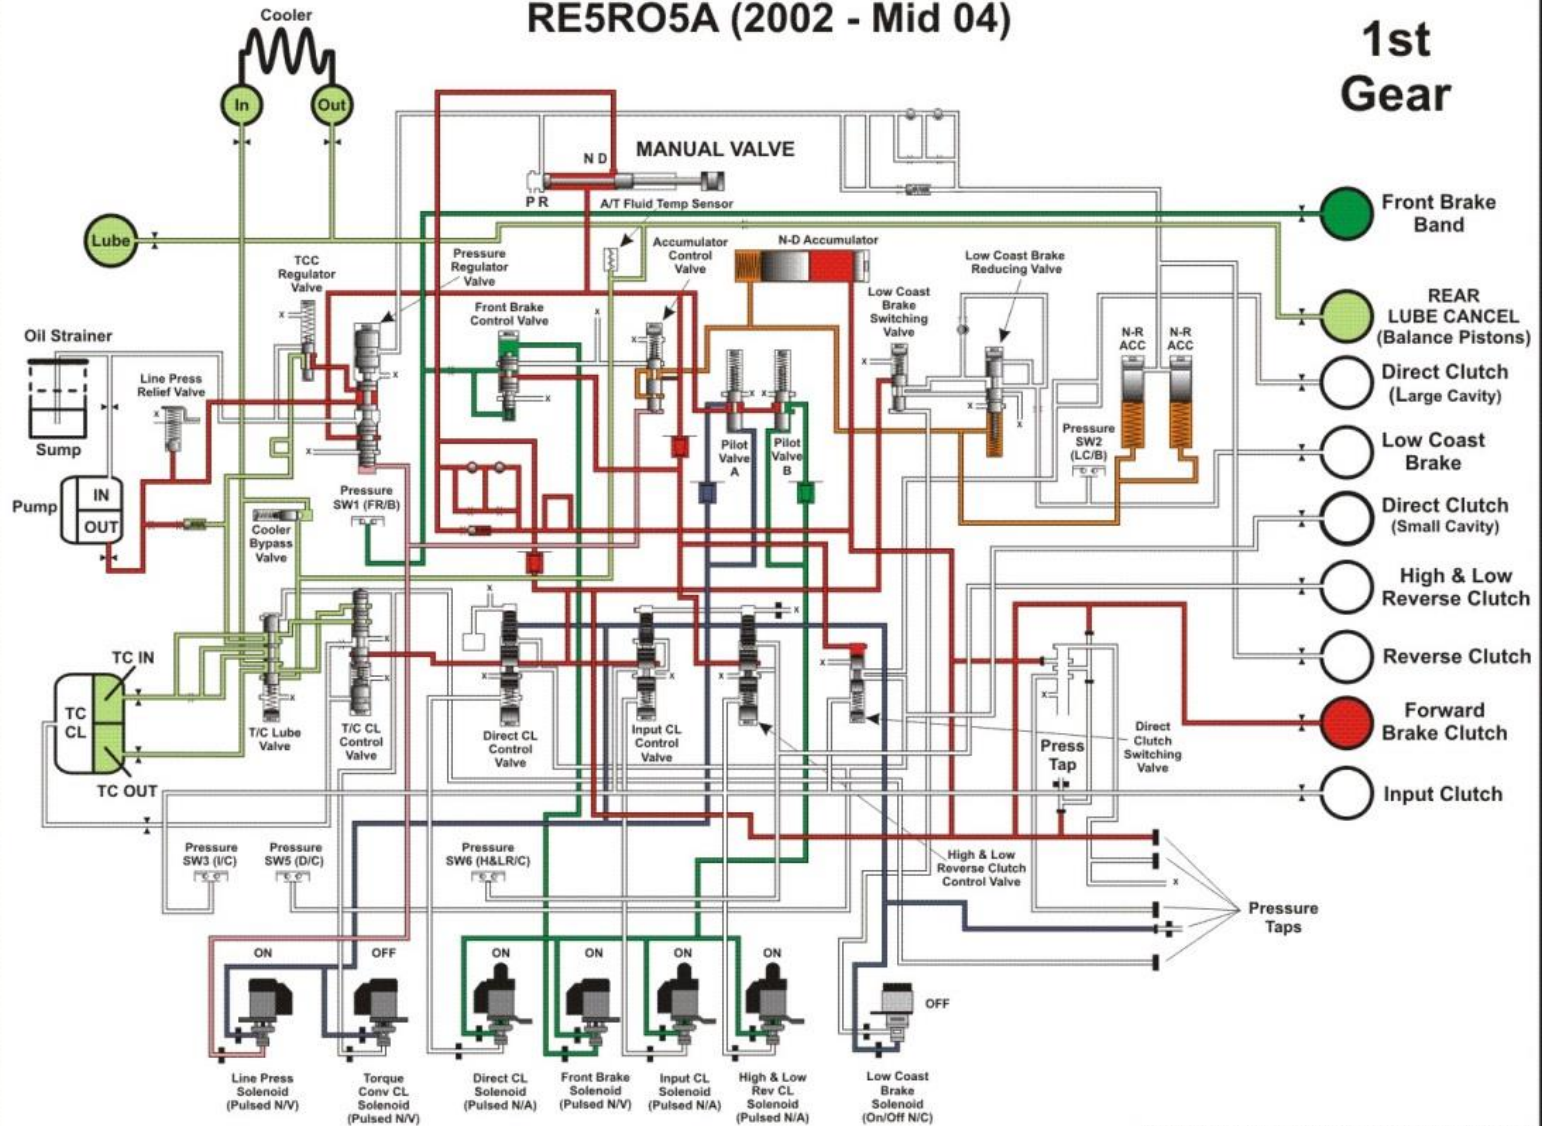 RE5RO5A (2002 - Mid 04)
1st
Gear
Cooler
In
Out
MANUAL VALVE
N D
P R
A/T Fluid Temp Sensor
Lube
Front Brake
Band
TCC
Regulator
Valve
Pressure
Regulator
Valve
Accumulator
Control
Valve
N-D Accumulator
Low Coast Brake
Reducing Valve
Low Coast
Brake
Switching
Valve
Front Brake
Control Valve
REAR
LUBE CANCEL
(Balance Pistons)
N-R
ACC
N-R
ACC
Oil Strainer
Sump
Line Press
Relief Valve
x
x
x
x
x
x
x
x
x
x
x
x
Direct Clutch
(Large Cavity)
Pressure
SW2
(LC/B)
Low Coast
Brake
Pilot
Valve
A
Pilot
Valve
B
Pump
IN
OUT
Pressure
SW1 (FR/B)
Direct Clutch
(Small Cavity)
Cooler
Bypass
Valve
High & Low
Reverse Clutch
x
x
x
x
x
x
x
x
x
x
x
Reverse Clutch
TC IN
TC
CL
TC OUT
T/C Lube
Valve
T/C CL
Control
Valve
Direct CL
Control
Valve
Input CL
Control
Valve
Press
Tap
Direct
Clutch
Switching
Valve
Forward
Brake Clutch
Input Clutch
Pressure
SW3 (I/C)
Pressure
SW5 (D/C)
Pressure
SW6 (H&LR/C)
High & Low
Reverse Clutch
Control Valve
x
Pressure
Taps
ON
OFF
ON
ON
ON
ON
OFF
Line Press
Solenoid
(Pulsed N/V)
Torque
Conv CL
Solenoid
(Pulsed N/V)
Direct CL
Solenoid
(Pulsed N/A)
Front Brake
Solenoid
(Pulsed N/V)
Input CL
Solenoid
(Pulsed N/A)
High & Low
Rev CL
Solenoid
(Pulsed N/A)
Low Coast
Brake
Solenoid
(On/Off N/C)